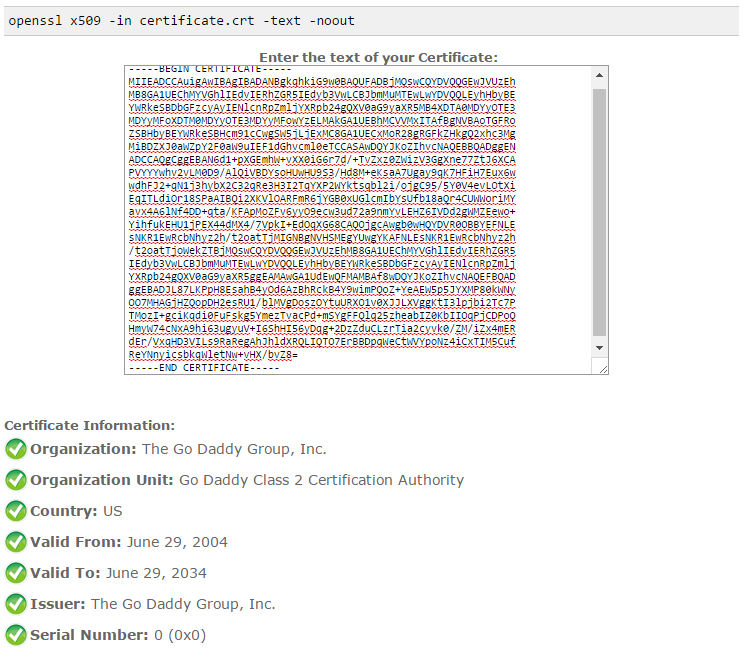 openssl x509 -in certificate.crt -text -noout
Enter the text of your Certificate:
-----BEGIN CERTIFICATE-----
MIIEADCCAuigAwIBAgIBADANBgkqhkiG9w0BAQUFADBjMQswCQYDVQQGEwJVUzEh
MB8GA1UEChMYVGhlIEdvIERhZGR5IEdyb3VwLCBJbmMuMTEwLwYDVQQLEyhHbyBE
YWRkeSBDbGFzcyAyIENlcnRpZmljYXRpb24gQXV0aG9yaXR5MB4XDTA0MDYyOTE3
MDYyMFoXDTM0MDYyOTE3MDYyMFowYzELMAkGA1UEBhMCVVMxITAfBgNVBAoTGFRo
ZSBHbyBEYWRkeSBHcm91cCwgSW5jLjExMC8GA1UECxMoR28gRGFkZHkgQ2xhc3Mg
MiBDZXJ0aWZpY2F0aW9uIEF1dGhvcml0eTCCASAwDQYJKoZIhvcNAQEBBQADggEN
ADCCAQgCggEBAN6d1+pXGEmhW+vXX0iG6r7d/+TvZxz0ZWizV3GgXne77ZtJ6XCA
PVYYYwhv2vLM0D9/AlQiVBDYsoHUwHU9S3/Hd8M+eKsaA7Ugay9qK7HFiH7Eux6w
wdhFJ2+qN1j3hybX2C32qRe3H3I2TqYXP2WYktsqbl2i/ojgC95/5Y0V4evLOtXi
EqITLdiOr18SPaAIBQi2XKVlOARFmR6jYGB0xUGlcmIbYsUfb18aQr4CUWWoriMY
avx4A6lNf4DD+qta/KFApMoZFv6yyO9ecw3ud72a9nmYvLEHZ6IVDd2gWMZEewo+
YihfukEHU1jPEX44dMX4/7VpkI+EdOqXG68CAQOjgcAwgb0wHQYDVR0OBBYEFNLE
sNKR1EwRcbNhyz2h/t2oatTjMIGNBgNVHSMEgYUwgYKAFNLEsNKR1EwRcbNhyz2h
/t2oatTjoWekZTBjMQswCQYDVQQGEwJVUzEhMB8GA1UEChMYVGhlIEdvIERhZGR5
IEdyb3VwLCBJbmMuMTEwLwYDVQQLEyhHbyBEYWRkeSBDbGFzcyAyIENlcnRpZmlj
YXRpb24gQXV0aG9yaXR5ggEAMAwGA1UdEwQFMAMBAf8wDQYJKoZIhvcNAQEFBQAD
ggEBADJL87LKPpH8EsahB4yOd6AzBhRckB4Y9wimPQoZ+YeAEW5p5JYXMP80kWNy
OO7MHAGjHZQopDH2esRU1/blMVgDoszOYtuURXO1v0XJJLXVggKtI3lpjbi2Tc7P
TMozI+gciKqdi0FuFskg5YmezTvacPd+mSYgFFQlq25zheabIZ0KbIIOqPjCDPoQ
HmyW74cNxA9hi63ugyuV+I6ShHI56yDqg+2DzZduCLzrTia2cyvk0/ZM/iZx4mER
dEr/VxqHD3VILs9RaRegAhJhldXRQLIQTO7ErBBDpqWeCtWVYpoNz4iCxTIM5Cuf
ReYNnyicsbkqWletNw+vHX/bvZ8=
-----END CERTIFICATE-----
Certificate Information:
Organization: The Go Daddy Group, Inc.
Organization Unit: Go Daddy Class 2 Certification Authority
Country: US
Valid From: June 29, 2004
Valid To: June 29, 2034
Issuer: The Go Daddy Group, Inc.
Serial Number: 0 (0x0)